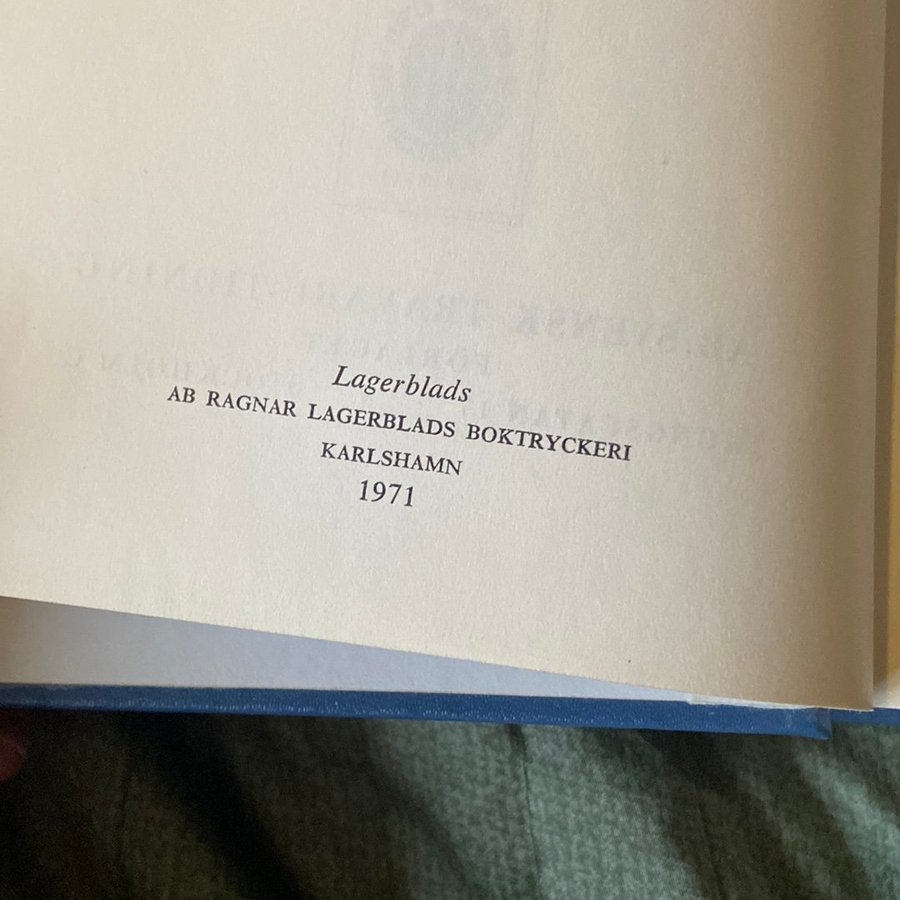 Lagerblads
AB RAGNAR LAGERBLADS BOKTRYCKERI
KARLSHAMN
1971